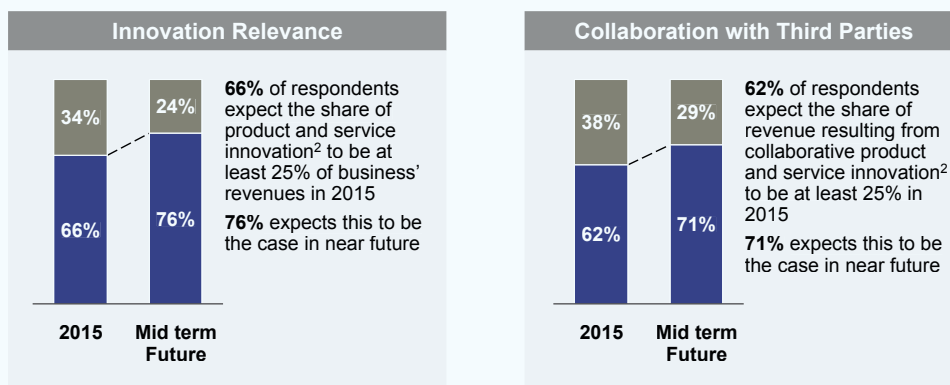 Innovation Relevance
34%
24%
66%
76%
2015
Mid term
Future
66% of respondents
expect the share of
product and service
innovation² to be at
least 25% of business’
revenues in 2015
76% expects this to be
the case in near future
Collaboration with Third Parties
38%
29%
62%
71%
2015
Mid term
Future
62% of respondents
expect the share of
revenue resulting from
collaborative product
and service innovation²
to be at least 25% in
2015
71% expects this to be
the case in near future